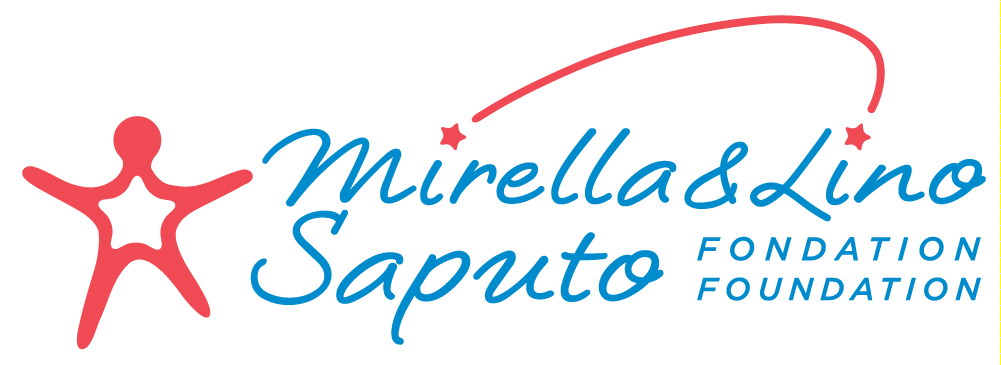 Mirella & Lino
Saputo
FONDATION
FOUNDATION